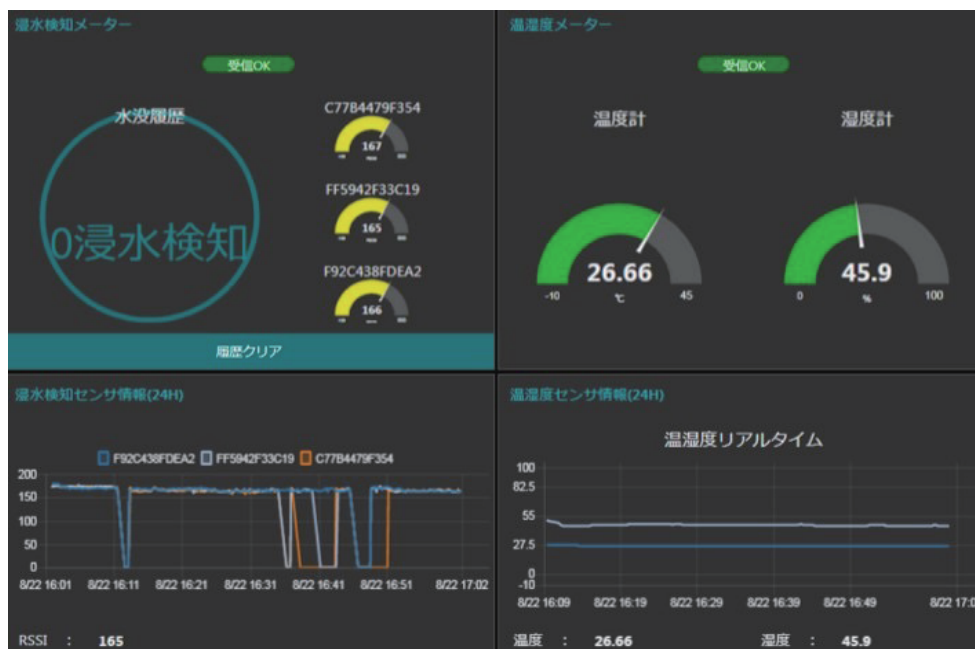 浸水検知メーター
受信OK
水没履歴
0浸水検知
C77B4479F354
167
FF5942F33C19
165
F92C438FDEA2
166
履歴クリア
温湿度メーター
受信OK
温度計
湿度計
26.66
-10
℃
45
45.9
0
%
100
浸水検知センサ情報(24H)
F92C438FDEA2 FF5942F33C19 C77B4479F354
200
150
100
50
0
8/22 16:01 8/22 16:11 8/22 16:21 8/22 16:31 8/22 16:41 8/22 16:51 8/22 17:02
RSSI : 165
温湿度センサ情報(24H)
温湿度リアルタイム
100
82.5
55
27.5
0
-10
8/22 16:09 8/22 16:19 8/22 16:29 8/22 16:39 8/22 16:49 8/22 17:0
温度 : 26.66 湿度 : 45.9